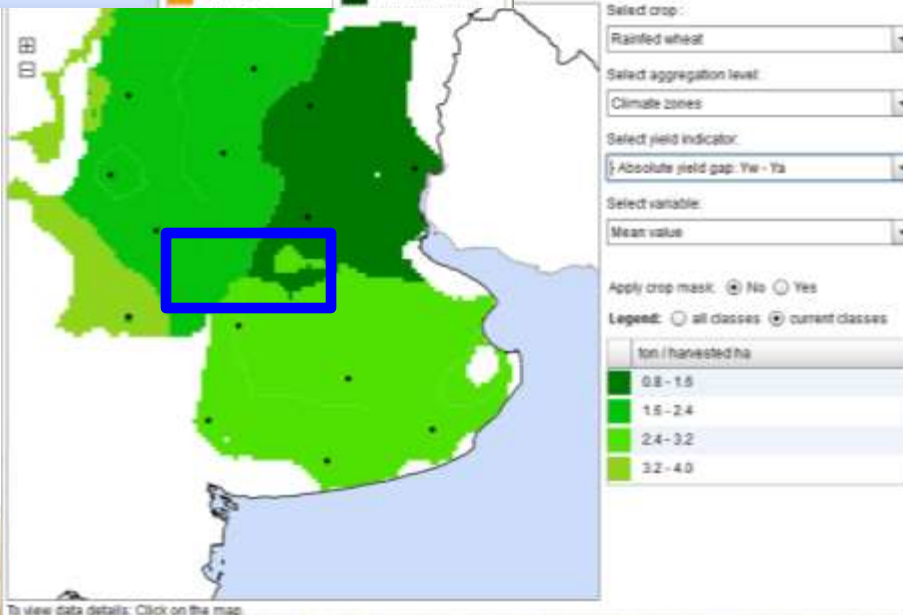 Select crop :
Rainfed wheat
Select aggregation level:
Climate zones
Select yield indicator:
Absolute yield gap: Yw - Ya
Select variable:
Mean value
Apply crop mask: No Yes
Legend: all classes current classes
ton / harvested ha
0.8 - 1.6
1.6 - 2.4
2.4 - 3.2
3.2 - 4.0
To view data details: Click on the map.